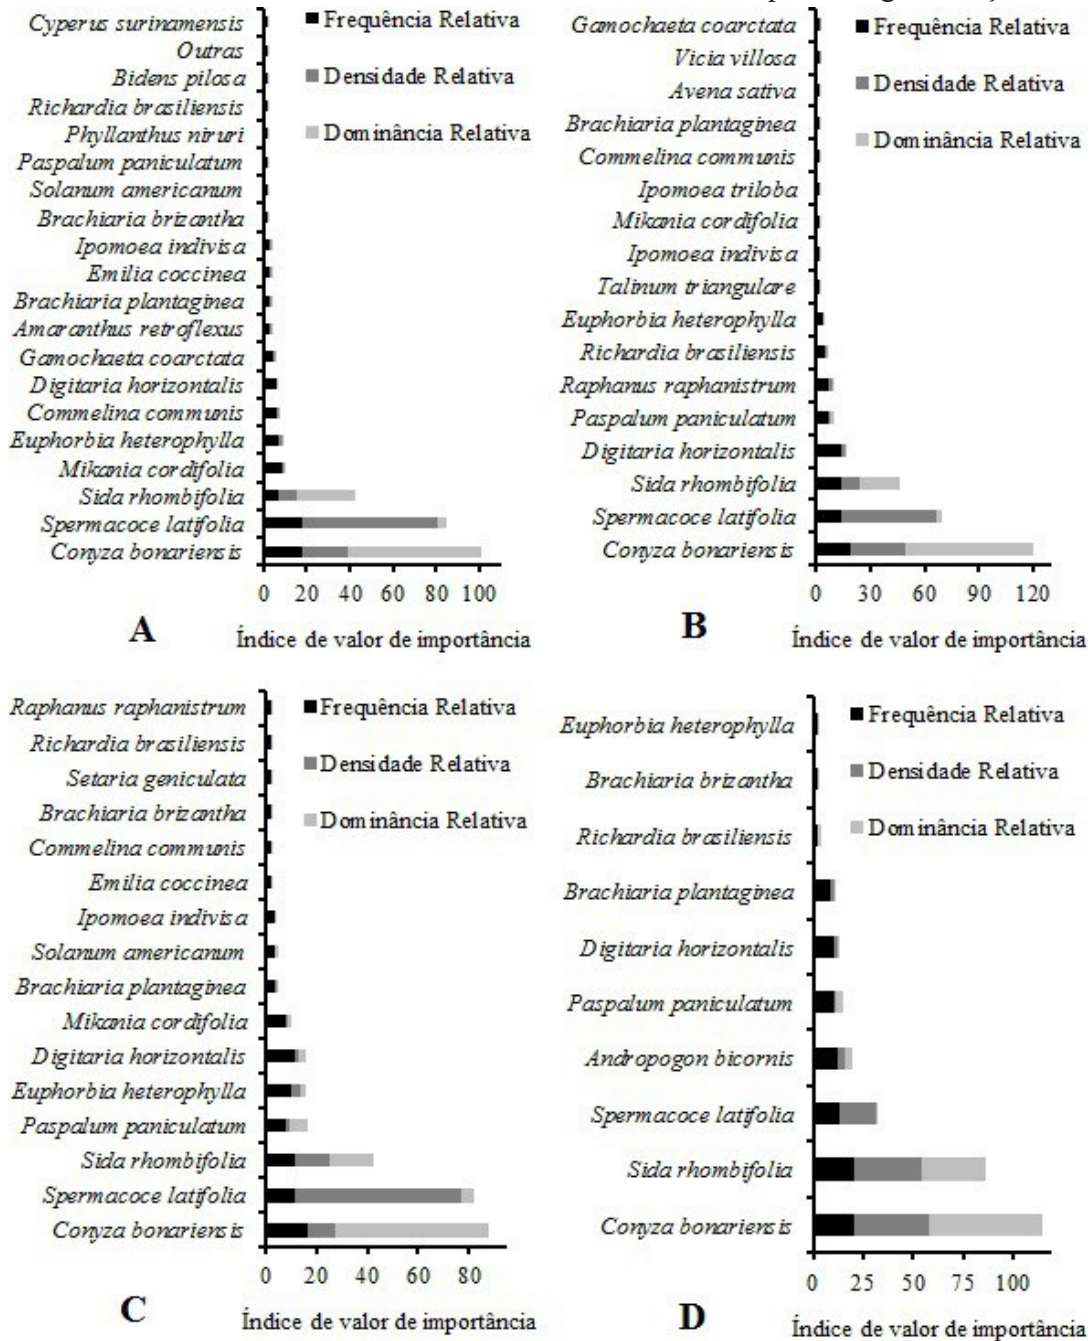 Cyperus surinamensis
Outras
Bidens pilosa
Richardia brasiliensis
Phyllanthus niruri
Paspalum paniculatum
Solanum americanum
Brachiaria brizantha
Ipomoea indivisa
Emilia coccinea
Brachiaria plantaginea
Amaranthus retroflexus
Gamochaeta coarctata
Digitaria horizontalis
Commelina communis
Euphorbia heterophylla
Mikania cordifolia
Sida rhombifolia
Spermacoce latifolia
Conyza bonariensis
Frequência Relativa
Densidade Relativa
Dominância Relativa
0 20 40 60 80 100
A
Índice de valor de importância
Gamochaeta coarctata
Vicia villosa
Avena sativa
Brachiaria plantaginea
Commelina communis
Ipomoea triloba
Mikania cordifolia
Ipomoea indivisa
Talinum triangulare
Euphorbia heterophylla
Richardia brasiliensis
Raphanus raphanistrum
Paspalum paniculatum
Digitaria horizontalis
Sida rhombifolia
Spermacoce latifolia
Conyza bonariensis
Frequência Relativa
Densidade Relativa
Dominância Relativa
0 30 60 90 120
B
Índice de valor de importância
Raphanus raphanistrum
Richardia brasiliensis
Setaria geniculata
Brachiaria brizantha
Commelina communis
Emilia coccinea
Ipomoea indivisa
Solanum americanum
Brachiaria plantaginea
Mikania cordifolia
Digitaria horizontalis
Euphorbia heterophylla
Paspalum paniculatum
Sida rhombifolia
Spermacoce latifolia
Conyza bonariensis
Frequência Relativa
Densidade Relativa
Dominância Relativa
0 20 40 60 80
C
Índice de valor de importância
Euphorbia heterophylla
Brachiaria brizantha
Richardia brasiliensis
Brachiaria plantaginea
Digitaria horizontalis
Paspalum paniculatum
Andropogon bicornis
Spermacoce latifolia
Sida rhombifolia
Conyza bonariensis
Frequência Relativa
Densidade Relativa
Dominância Relativa
0 25 50 75 100
D
Índice de valor de importância